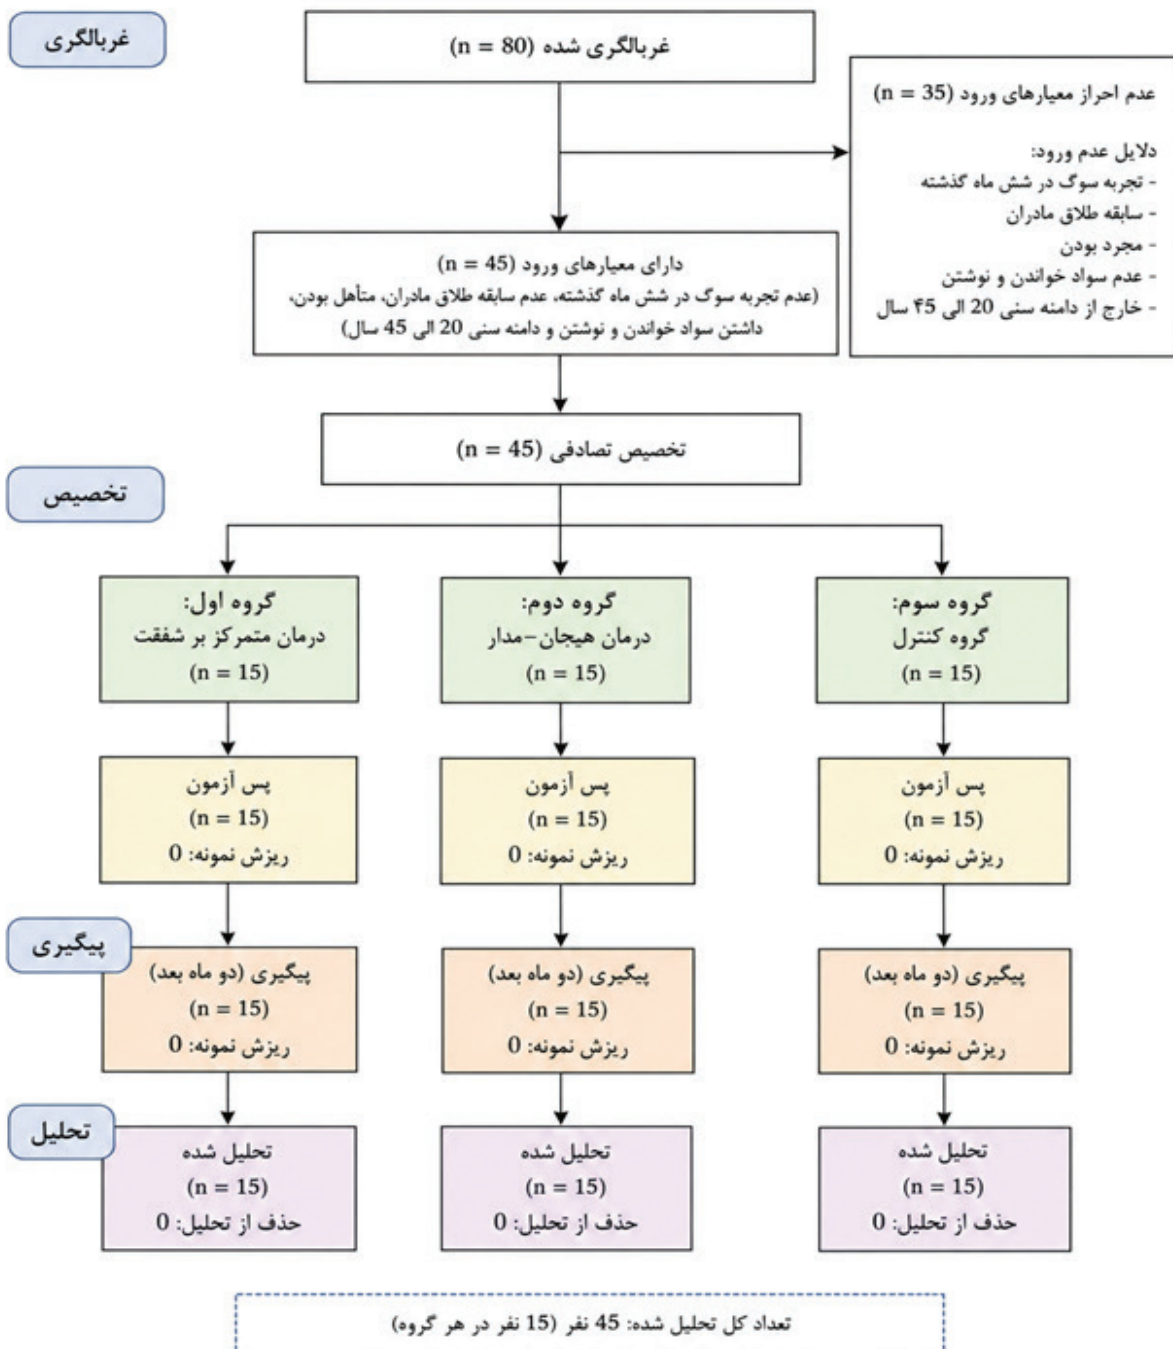 غربالگری
غربالگری شده (n = 80)
عدم احراز معیارهای ورود (n = 35)
دلایل عدم ورود:
- تجربه سوگ در شش ماه گذشته
- سابقه طلاق مادران
- مجرد بودن
- عدم سواد خواندن و نوشتن
- خارج از دامنه سنی 20 الی ۴5 سال
دارای معیارهای ورود (n = 45)
(عدم تجربه سوگ در شش ماه گذشته، عدم سابقه طلاق مادران، متأهل بودن،
داشتن سواد خواندن و نوشتن و دامنه سنی 20 الی 45 سال)
تخصیص تصادفی (n = 45)
تخصیص
گروه اول:
درمان متمرکز بر شفقت
(n = 15)
گروه دوم:
درمان هیجان-مدار
(n = 15)
گروه سوم:
گروه کنترل
(n = 15)
پس آزمون
(n = 15)
ریزش نمونه: 0
پس آزمون
(n = 15)
ریزش نمونه: 0
پس آزمون
(n = 15)
ریزش نمونه: 0
پیگیری
پیگیری (دو ماه بعد)
(n = 15)
ریزش نمونه: 0
پیگیری (دو ماه بعد)
(n = 15)
ریزش نمونه: 0
پیگیری (دو ماه بعد)
(n = 15)
ریزش نمونه: 0
تحلیل
تحلیل شده
(n = 15)
حذف از تحلیل: 0
تحلیل شده
(n = 15)
حذف از تحلیل: 0
تحلیل شده
(n = 15)
حذف از تحلیل: 0
تعداد کل تحلیل شده: 45 نفر (15 نفر در هر گروه)